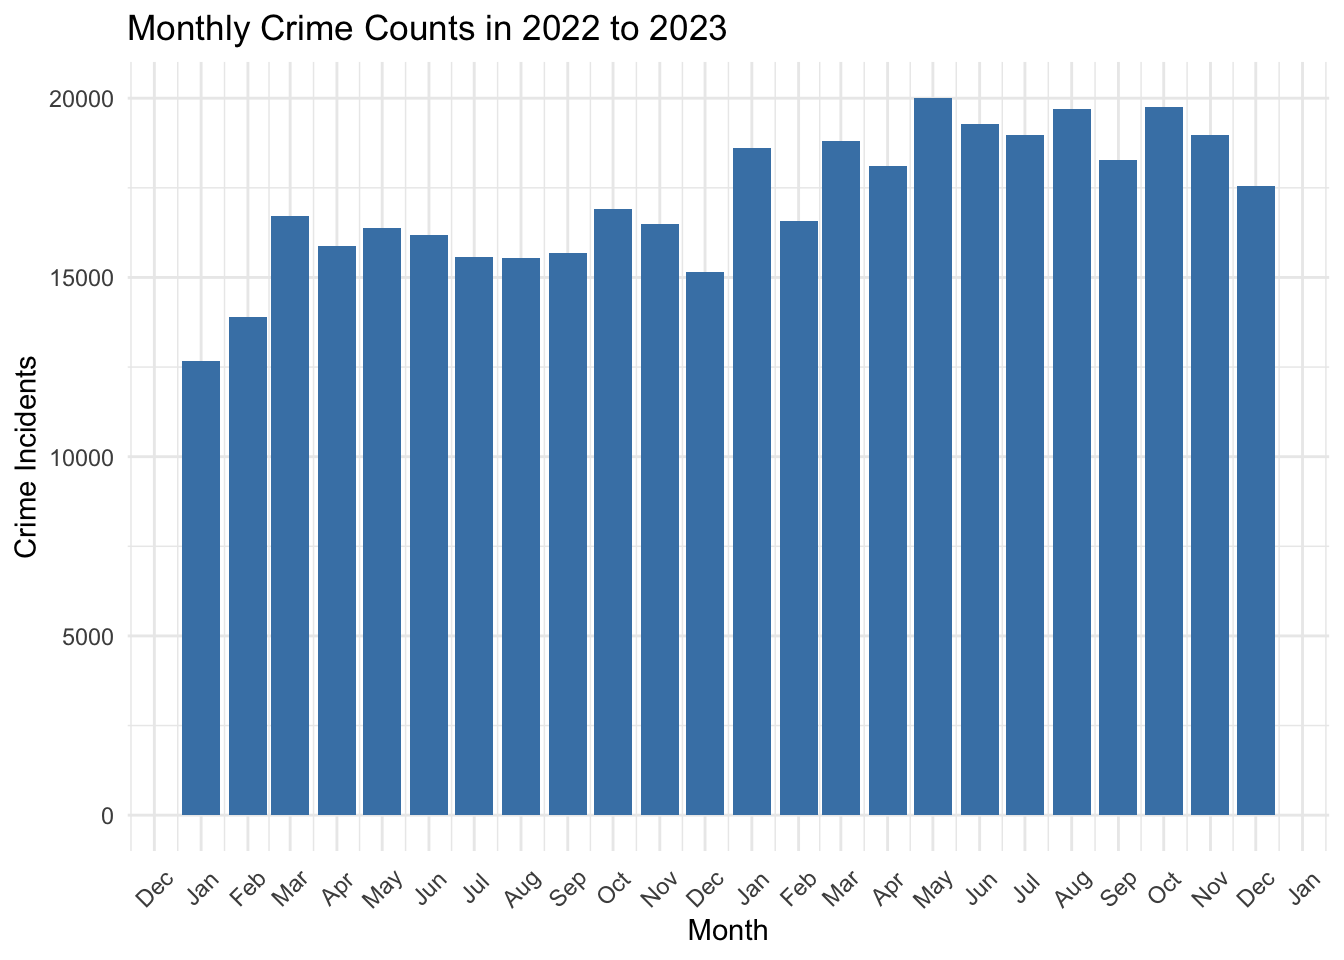 Monthly Crime Counts in 2022 to 2023
20000
15000
10000
5000
0
Crime Incidents
Dec Jan Feb Mar Apr May Jun Jul Aug Sep Oct Nov Dec Jan Feb Mar Apr May Jun Jul Aug Sep Oct Nov Dec Jan
Month